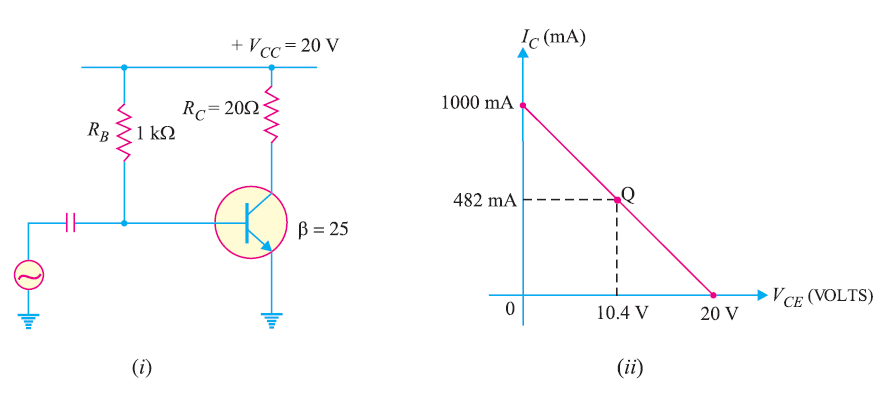 + V_CC = 20 V
R_C = 20Ω
R_B 1 kΩ
β = 25
(i)
I_C (mA)
1000 mA
482 mA
Q
0
10.4 V
20 V
V_CE (VOLTS)
(ii)